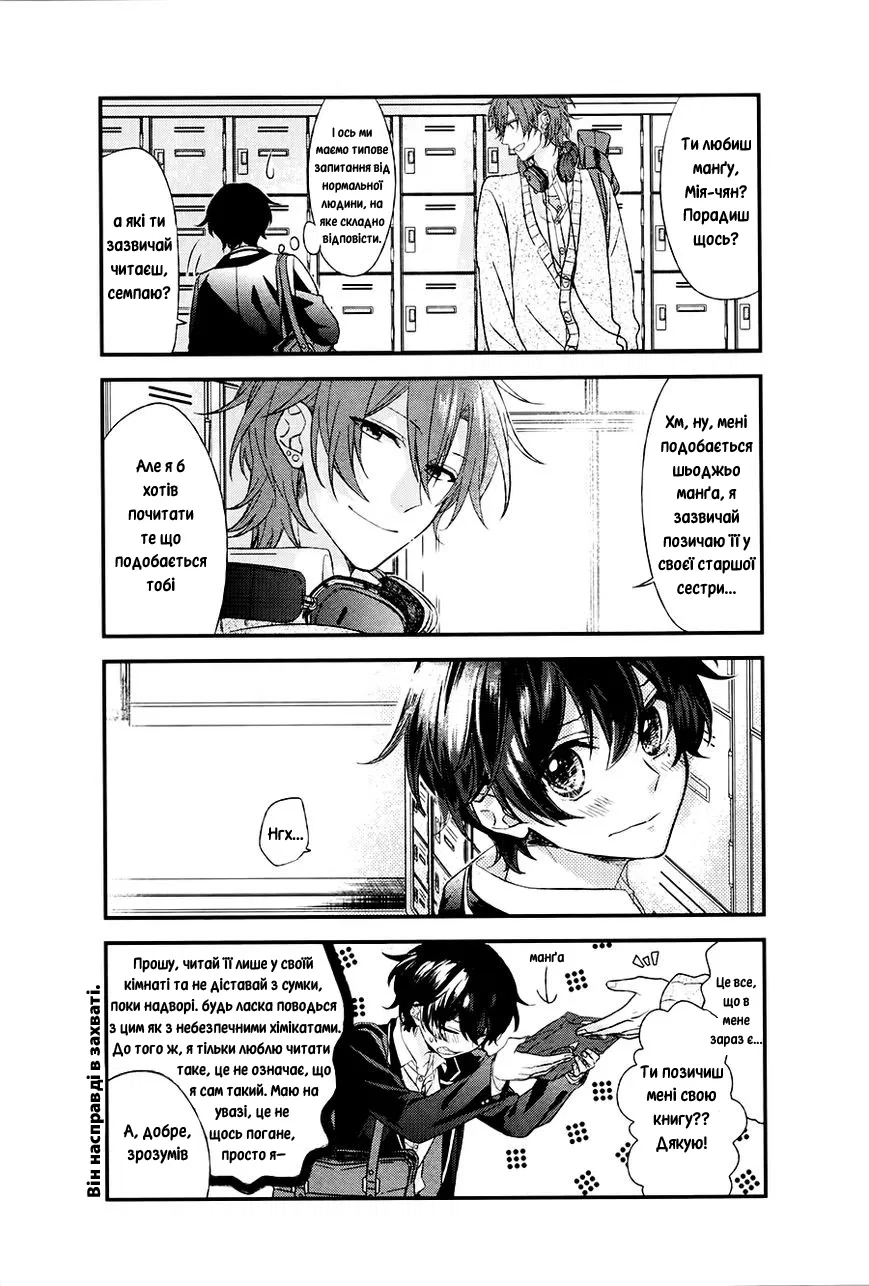 Ти любиш
манґу,
Мія-чян?
Порадиш
щось?
І ось ми
маємо типове
запитання від
нормальної
людини, на
яке складно
відповісти.
а які ти
зазвичай
читаєш,
семпаю?
Хм, ну, мені
подобається
шьоджьо
манґа, я
зазвичай
позичаю її у
своєї старшої
сестри...
Але я б
хотів
почитати
те що
подобається
тобі
Нгх...
Це все,
що в
мене
зараз є...
Ти позичиш
мені свою
книгу??
Дякую!
манґа
Прошу, читай її лише у своїй
кімнаті та не діставай з сумки,
поки надворі. будь ласка поводься
з цим як з небезпечними хімікатами.
До того ж, я тільки люблю читати
таке, це не означає, що
я сам такий. Маю на
увазі, це не
щось погане,
просто я–
А, добре,
зрозумів
Він насправді в захваті.